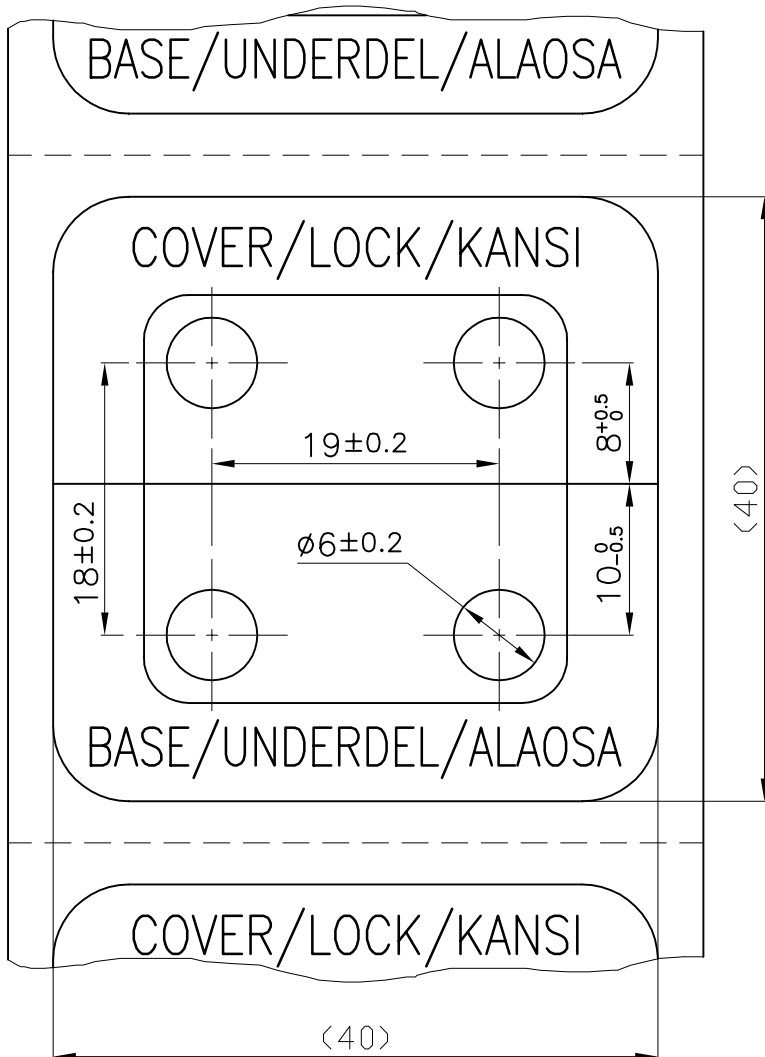 BASE/UNDERDEL/ALAOSA
COVER/LOCK/KANSI
19±0.2
8 +0.5 0
(40)
18±0.2
ø6±0.2
10 0 -0.5
BASE/UNDERDEL/ALAOSA
COVER/LOCK/KANSI
(40)